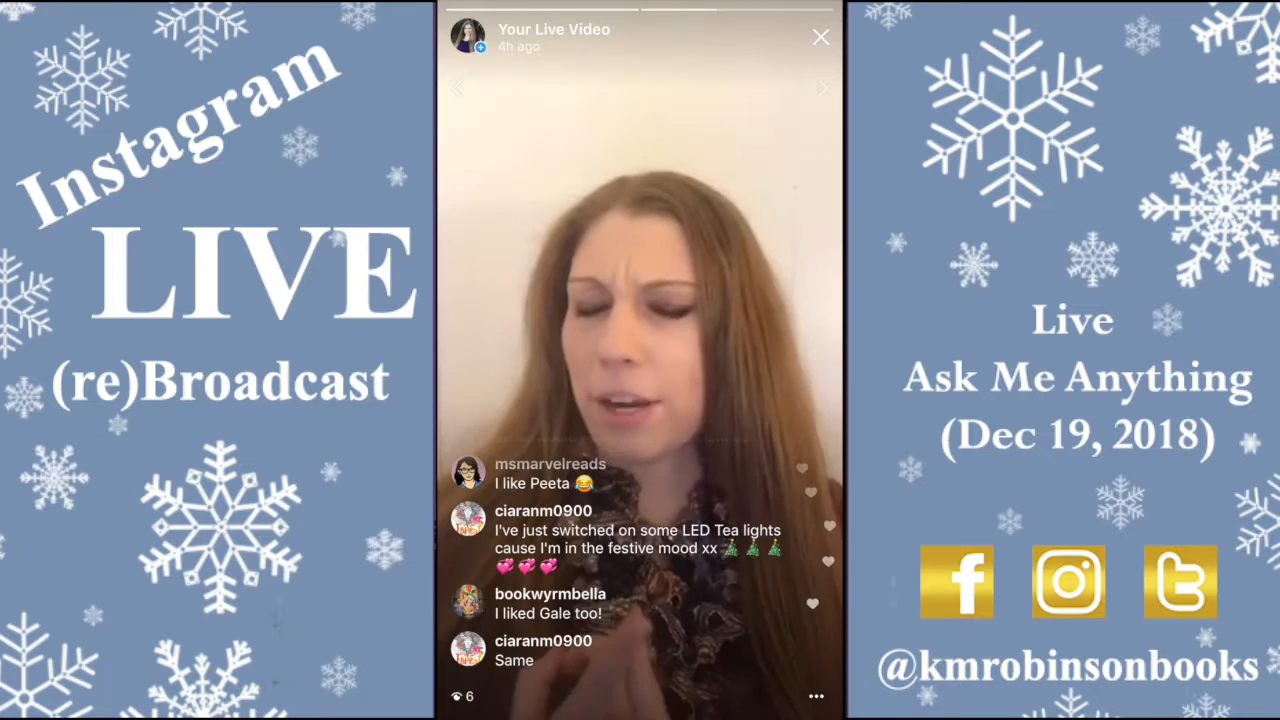 Instagram
LIVE
(re)Broadcast
Your Live Video
4h ago
msmarvelreads
I like Peeta 😂
ciaranm0900
I've just switched on some LED Tea lights
cause I'm in the festive mood xx 🎄🎄🎄
💞💞💞
bookwyrmbella
I liked Gale too!
ciaranm0900
Same
6
Live
Ask Me Anything
(Dec 19, 2018)
@kmrobinsonbooks